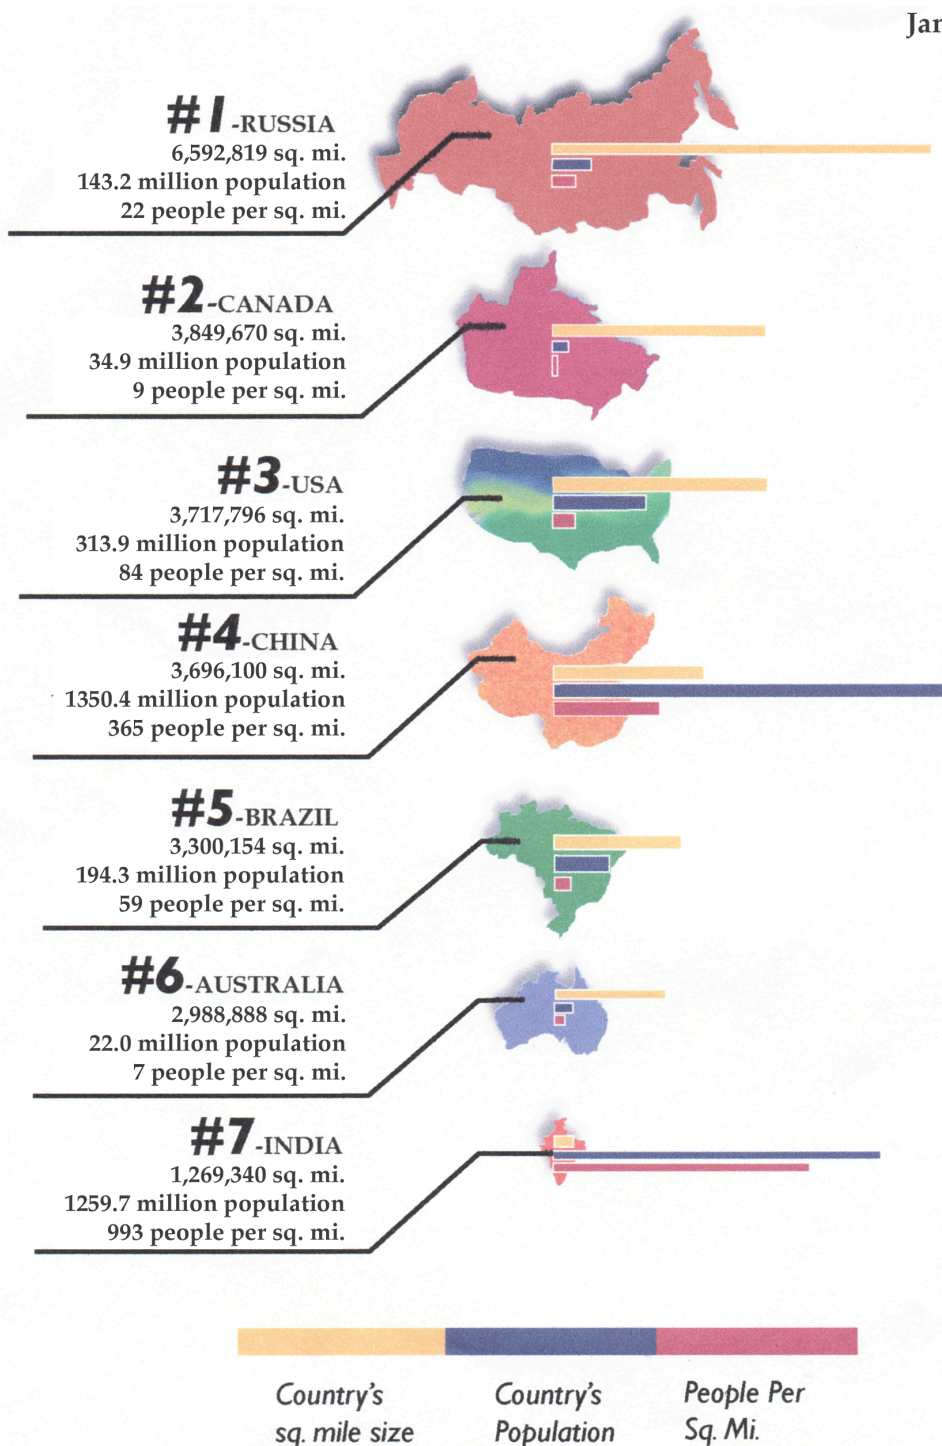 Jan
#1-RUSSIA
6,592,819 sq. mi.
143.2 million population
22 people per sq. mi.
#2-CANADA
3,849,670 sq. mi.
34.9 million population
9 people per sq. mi.
#3-USA
3,717,796 sq. mi.
313.9 million population
84 people per sq. mi.
#4-CHINA
3,696,100 sq. mi.
1350.4 million population
365 people per sq. mi.
#5-BRAZIL
3,300,154 sq. mi.
194.3 million population
59 people per sq. mi.
#6-AUSTRALIA
2,988,888 sq. mi.
22.0 million population
7 people per sq. mi.
#7-INDIA
1,269,340 sq. mi.
1259.7 million population
993 people per sq. mi.
Country's
sq. mile size
Country's
Population
People Per
Sq. Mi.